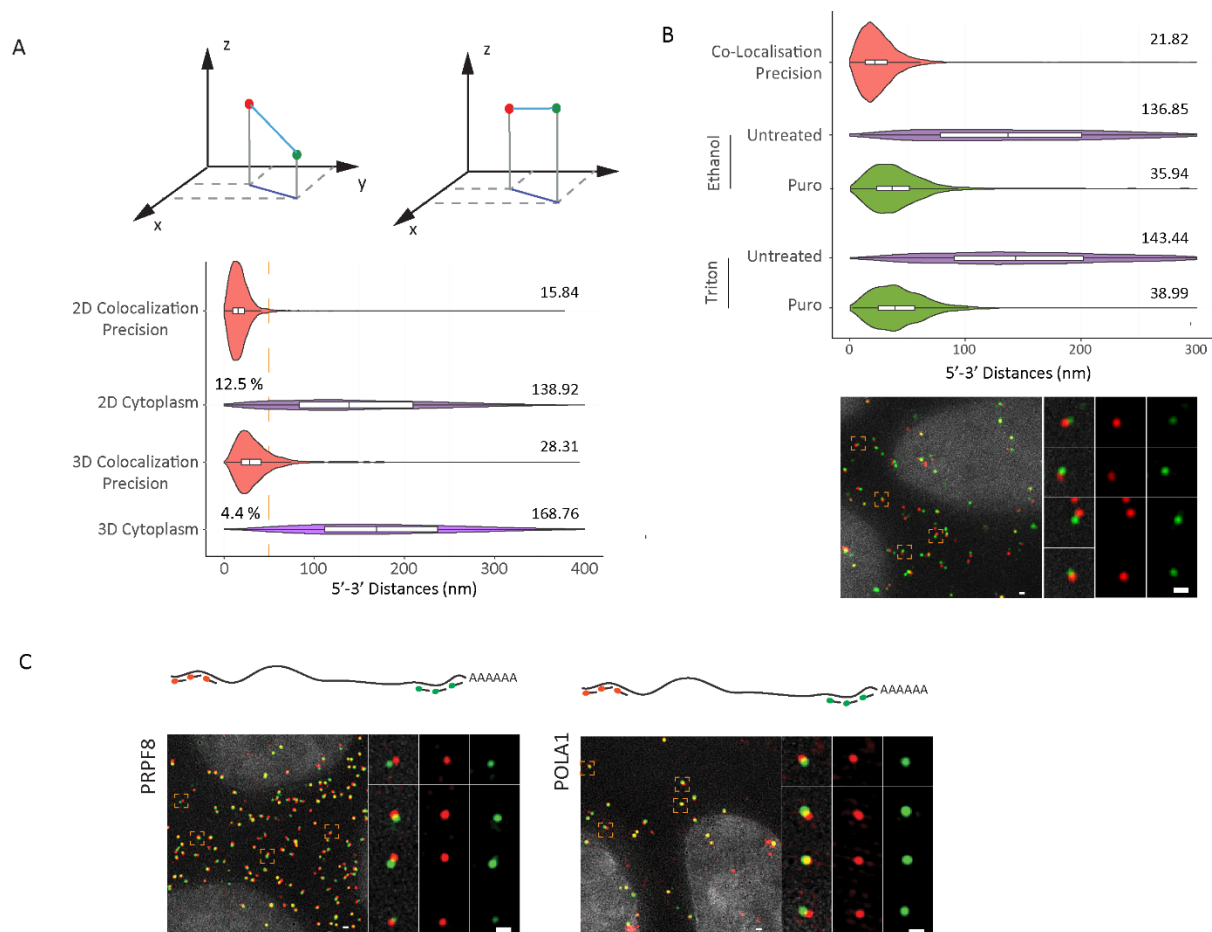 A
z
y
x
z
x
2D Colocalization
Precision
15.84
12.5 %
2D Cytoplasm
138.92
3D Colocalization
Precision
28.31
4.4 %
3D Cytoplasm
168.76
0
100
200
300
400
5'-3' Distances (nm)
B
Co-Localisation
Precision
21.82
Ethanol
Untreated
136.85
Puro
35.94
Triton
Untreated
143.44
Puro
38.99
0
100
200
300
5'-3' Distances (nm)
C
AAAAAA
PRPF8
AAAAAA
POLA1